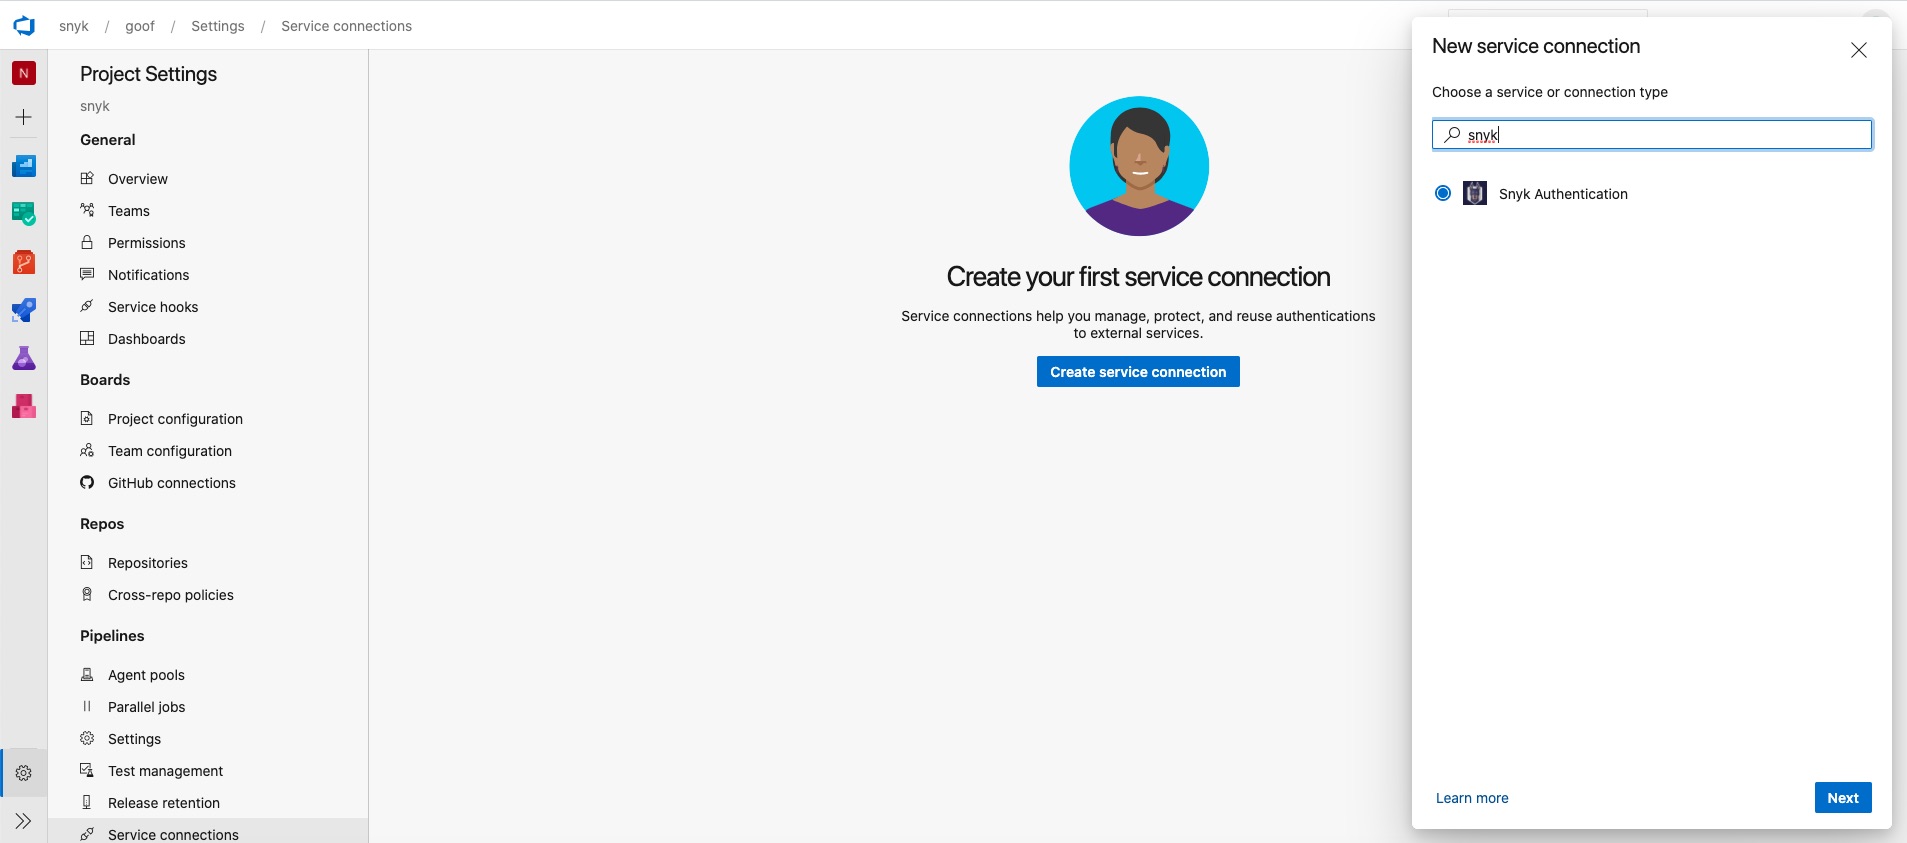 snyk / goof / Settings / Service connections
N
Project Settings
snyk
General
Overview
Teams
Permissions
Notifications
Service hooks
Dashboards
Boards
Project configuration
Team configuration
GitHub connections
Repos
Repositories
Cross-repo policies
Pipelines
Agent pools
Parallel jobs
Settings
Test management
Release retention
Service connections
Create your first service connection
Service connections help you manage, protect, and reuse authentications
to external services.
Create service connection
New service connection
Choose a service or connection type
snyk
Snyk Authentication
Learn more
Next